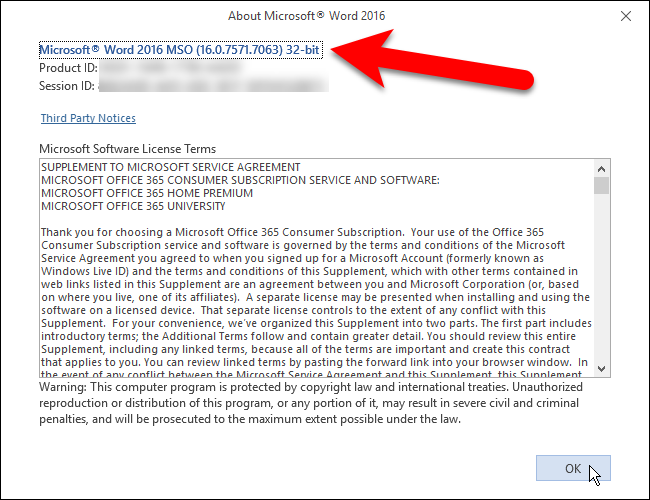 About Microsoft® Word 2016
Microsoft® Word 2016 MSO (16.0.7571.7063) 32-bit
Product ID:
Session ID:
Third Party Notices
Microsoft Software License Terms
SUPPLEMENT TO MICROSOFT SERVICE AGREEMENT
MICROSOFT OFFICE 365 CONSUMER SUBSCRIPTION SERVICE AND SOFTWARE:
MICROSOFT OFFICE 365 HOME PREMIUM
MICROSOFT OFFICE 365 UNIVERSITY
Thank you for choosing a Microsoft Office 365 Consumer Subscription.  Your use of the Office 365
Consumer Subscription service and software is governed by the terms and conditions of the Microsoft
Service Agreement you agreed to when you signed up for a Microsoft Account (formerly known as
Windows Live ID) and the terms and conditions of this Supplement, which with other terms contained in
web links listed in this Supplement are an agreement between you and Microsoft Corporation (or, based
on where you live, one of its affiliates).  A separate license may be presented when installing and using the
software on a licensed device.  That separate license controls to the extent of any conflict with this
Supplement.  For your convenience, we've organized this Supplement into two parts. The first part includes
introductory terms; the Additional Terms follow and contain greater detail. You should review this entire
Supplement, including any linked terms, because all of the terms are important and create this contract
that applies to you. You can review linked terms by pasting the forward link into your browser window.  In
the event of any conflict between the Microsoft Service Agreement and this Supplement, this Supplement
Warning: This computer program is protected by copyright law and international treaties. Unauthorized
reproduction or distribution of this program, or any portion of it, may result in severe civil and criminal
penalties, and will be prosecuted to the maximum extent possible under the law.
OK